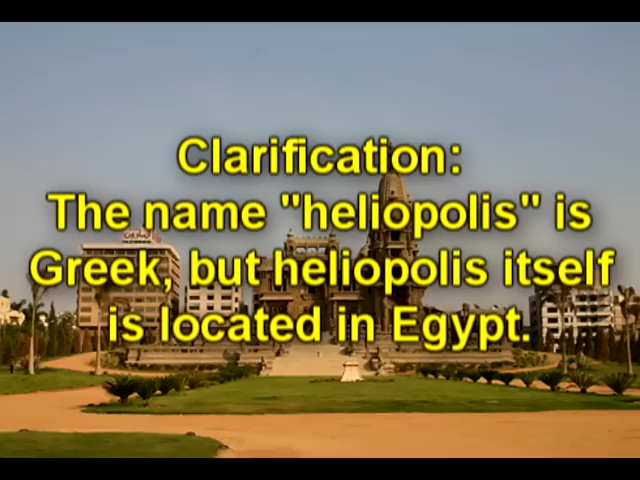 Clarification:
The name "heliopolis" is
Greek, but heliopolis itself
is located in Egypt.